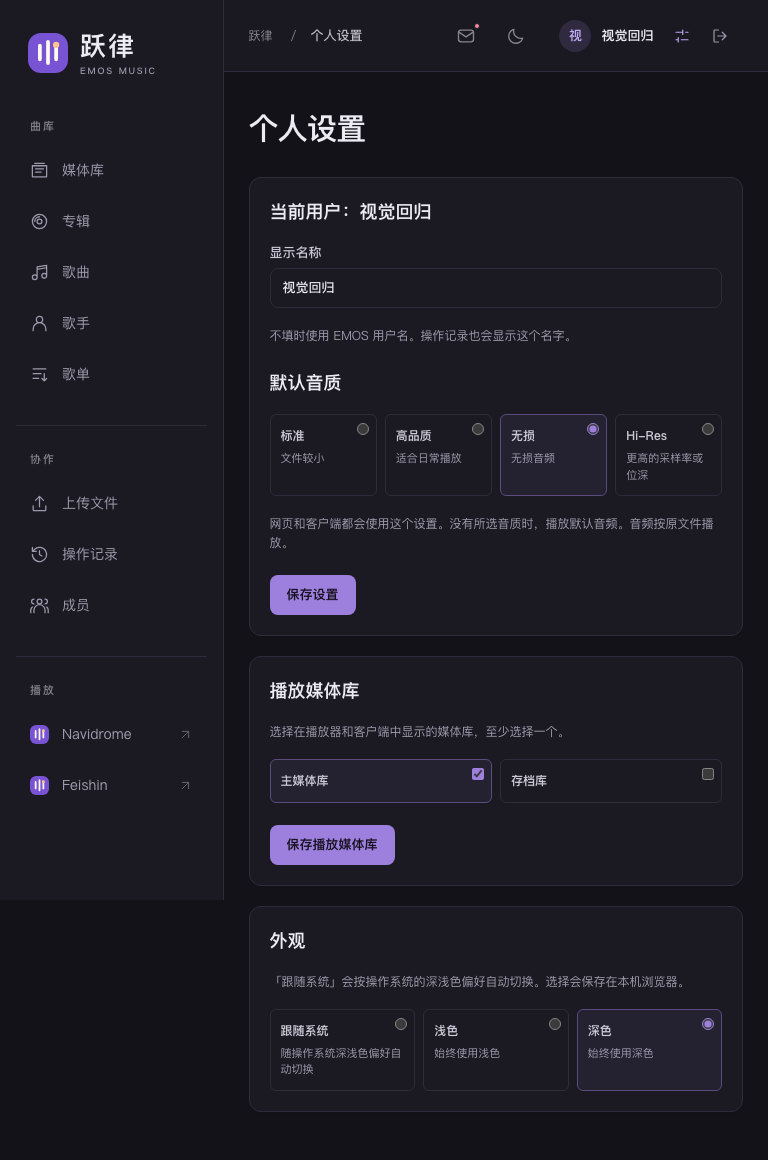 跃律
EMOS MUSIC
曲库
媒体库
专辑
歌曲
歌手
歌单
协作
上传文件
操作记录
成员
播放
Navidrome
Feishin
跃律 / 个人设置
视 视觉回归
个人设置
当前用户：视觉回归
显示名称
视觉回归
不填时使用 EMOS 用户名。操作记录也会显示这个名字。
默认音质
标准
文件较小
高品质
适合日常播放
无损
无损音频
Hi-Res
更高的采样率或
位深
网页和客户端都会使用这个设置。没有所选音质时，播放默认音频。音频按原文件播
放。
保存设置
播放媒体库
选择在播放器和客户端中显示的媒体库，至少选择一个。
主媒体库
存档库
保存播放媒体库
外观
「跟随系统」会按操作系统的深浅色偏好自动切换。选择会保存在本机浏览器。
跟随系统
随操作系统深浅色偏好自
动切换
浅色
始终使用浅色
深色
始终使用深色